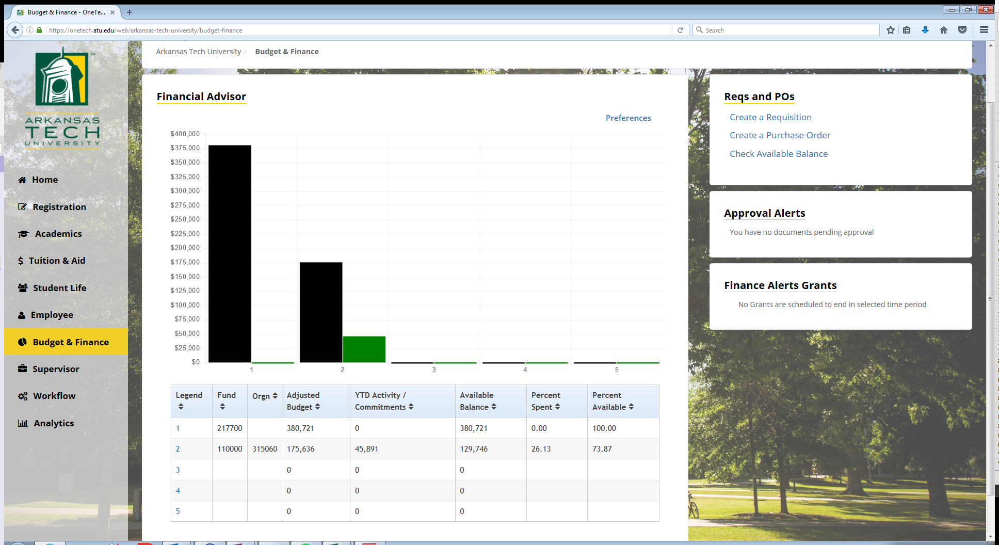 Budget & Finance - OneTe...
https://onetech.atu.edu/web/arkansas-tech-university/budget-finance
Search
ARKANSAS
TECH
UNIVERSITY
TM
Home
Registration
Academics
$ Tuition & Aid
Student Life
Employee
Budget & Finance
Supervisor
Workflow
Analytics
Arkansas Tech University / Budget & Finance
Financial Advisor
Preferences
$400,000
$375,000
$350,000
$325,000
$300,000
$275,000
$250,000
$225,000
$200,000
$175,000
$150,000
$125,000
$100,000
$75,000
$50,000
$25,000
$0
1 2 3 4 5
Legend Fund Orgn Adjusted Budget YTD Activity / Commitments Available Balance Percent Spent Percent Available
1 217700 380,721 0 380,721 0.00 100.00
2 110000 315060 175,636 45,891 129,746 26.13 73.87
3 0 0 0
4 0 0 0
5 0 0 0
Reqs and POs
Create a Requisition
Create a Purchase Order
Check Available Balance
Approval Alerts
You have no documents pending approval
Finance Alerts Grants
No Grants are scheduled to end in selected time period